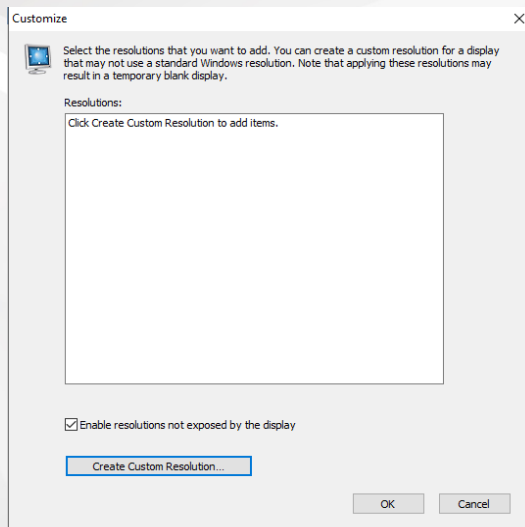 Customize
Select the resolutions that you want to add. You can create a custom resolution for a display
that may not use a standard Windows resolution. Note that applying these resolutions may
result in a temporary blank display.
Resolutions:
Click Create Custom Resolution to add items.
Enable resolutions not exposed by the display
Create Custom Resolution...
OK
Cancel